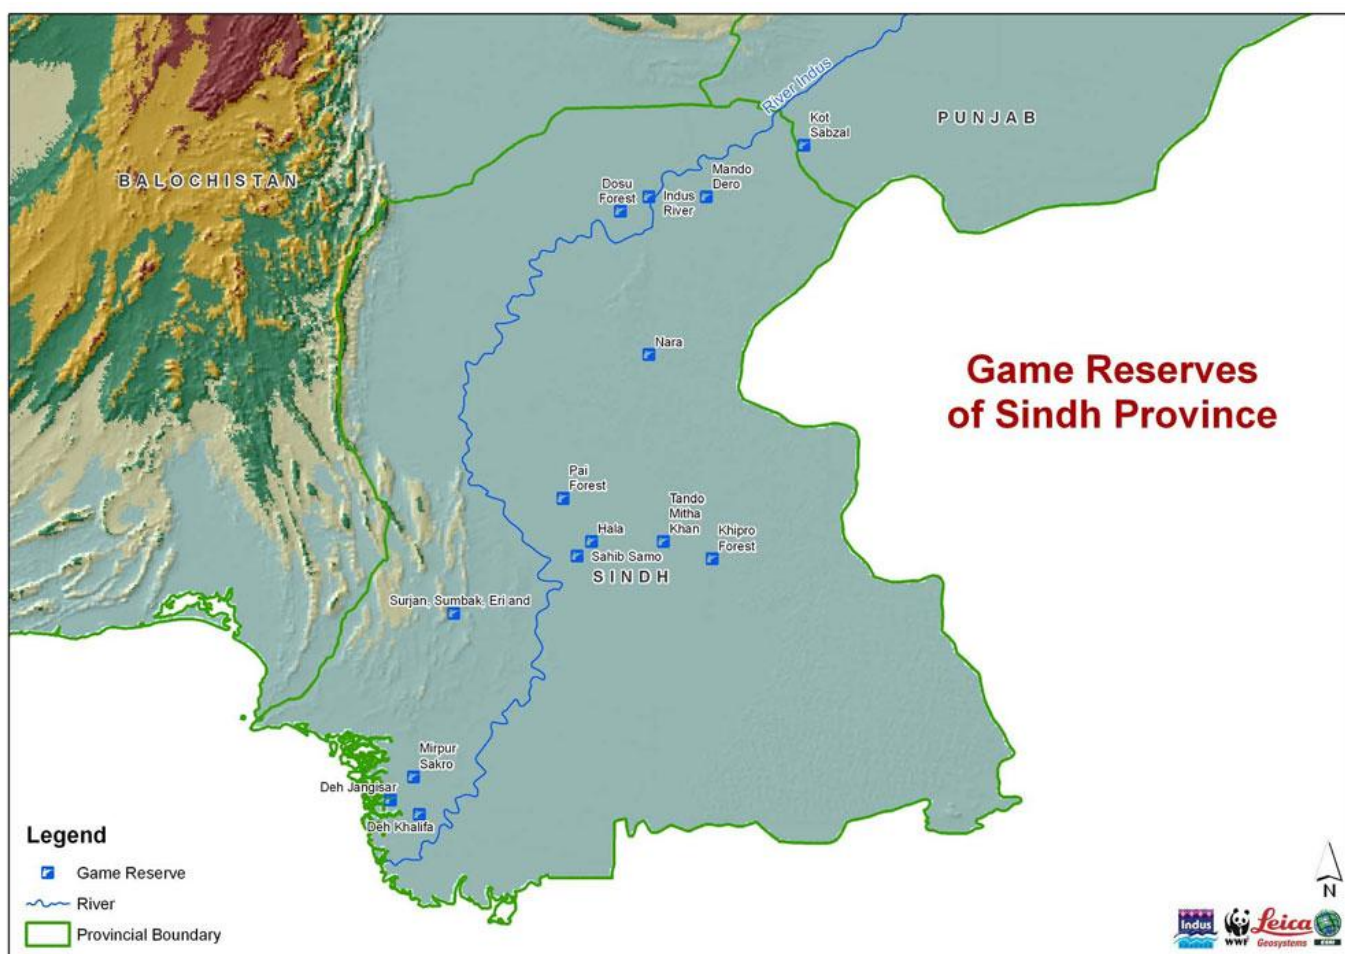 River Indus
PUNJAB
Kot
Sabzal
BALOCHISTAN
Dosu
Forest
Indus
River
Mando
Dero
Nara
Game Reserves
of Sindh Province
Pai
Forest
Tando
Mitha
Khan
Hala
Khipro
Forest
Sahib Samo
SINDH
Surjan, Sumbak, Eri and
Mirpur
Sakro
Deh Jangisar
Deh Khalifa
Legend
Game Reserve
River
Provincial Boundary
N
Indus
WWF
Leica
Geosystems
ESRI